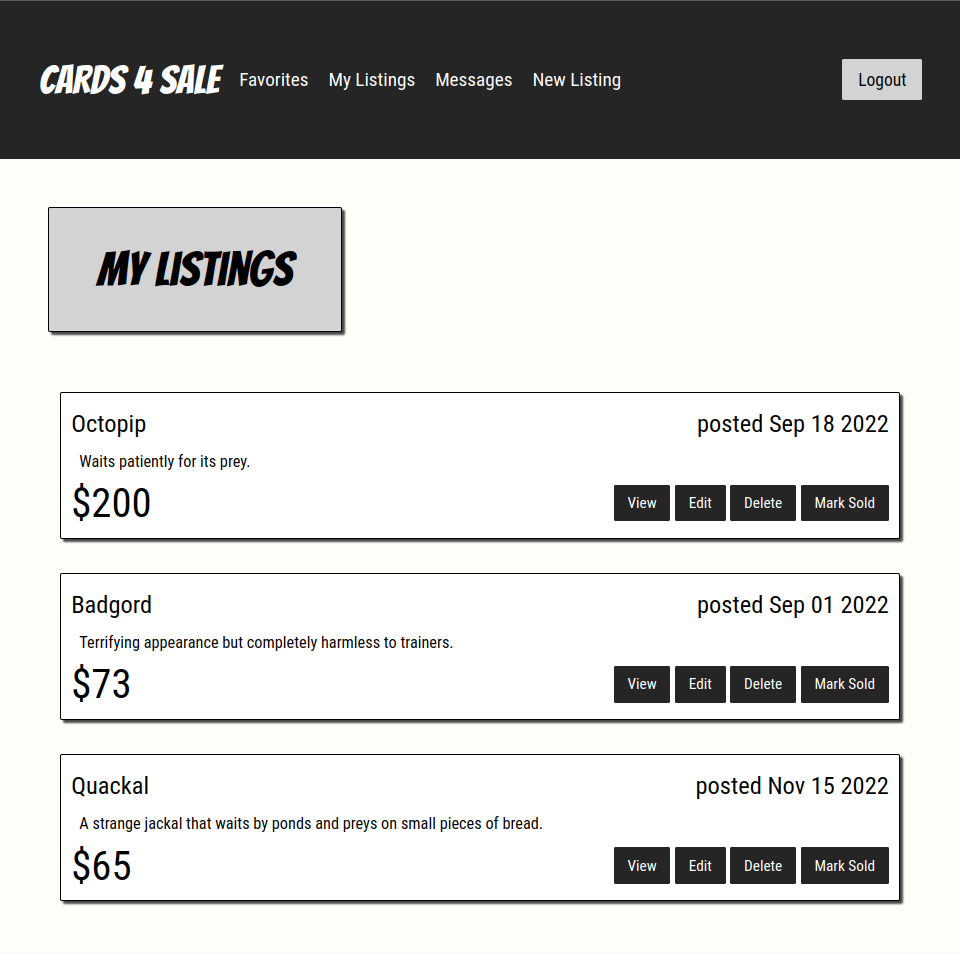 CARDS 4 SALE Favorites My Listings Messages New Listing Logout
MY LISTINGS
Octopip posted Sep 18 2022
Waits patiently for its prey.
$200 View Edit Delete Mark Sold
Badgord posted Sep 01 2022
Terrifying appearance but completely harmless to trainers.
$73 View Edit Delete Mark Sold
Quackal posted Nov 15 2022
A strange jackal that waits by ponds and preys on small pieces of bread.
$65 View Edit Delete Mark Sold